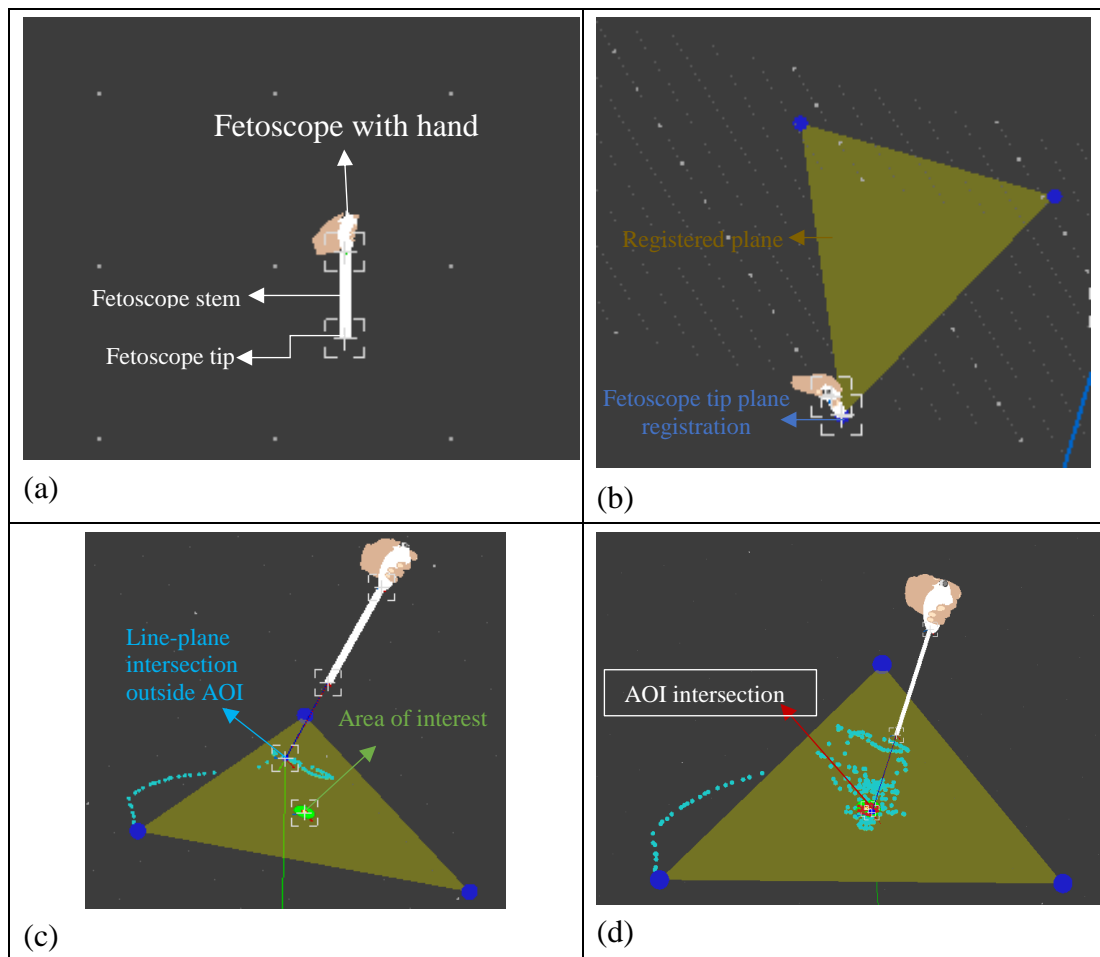 Fetoscope with hand
Fetoscope stem
Fetoscope tip
(a)
Registered plane
Fetoscope tip plane
registration
(b)
Line-plane
intersection
outside AOI
Area of interest
(c)
AOI intersection
(d)